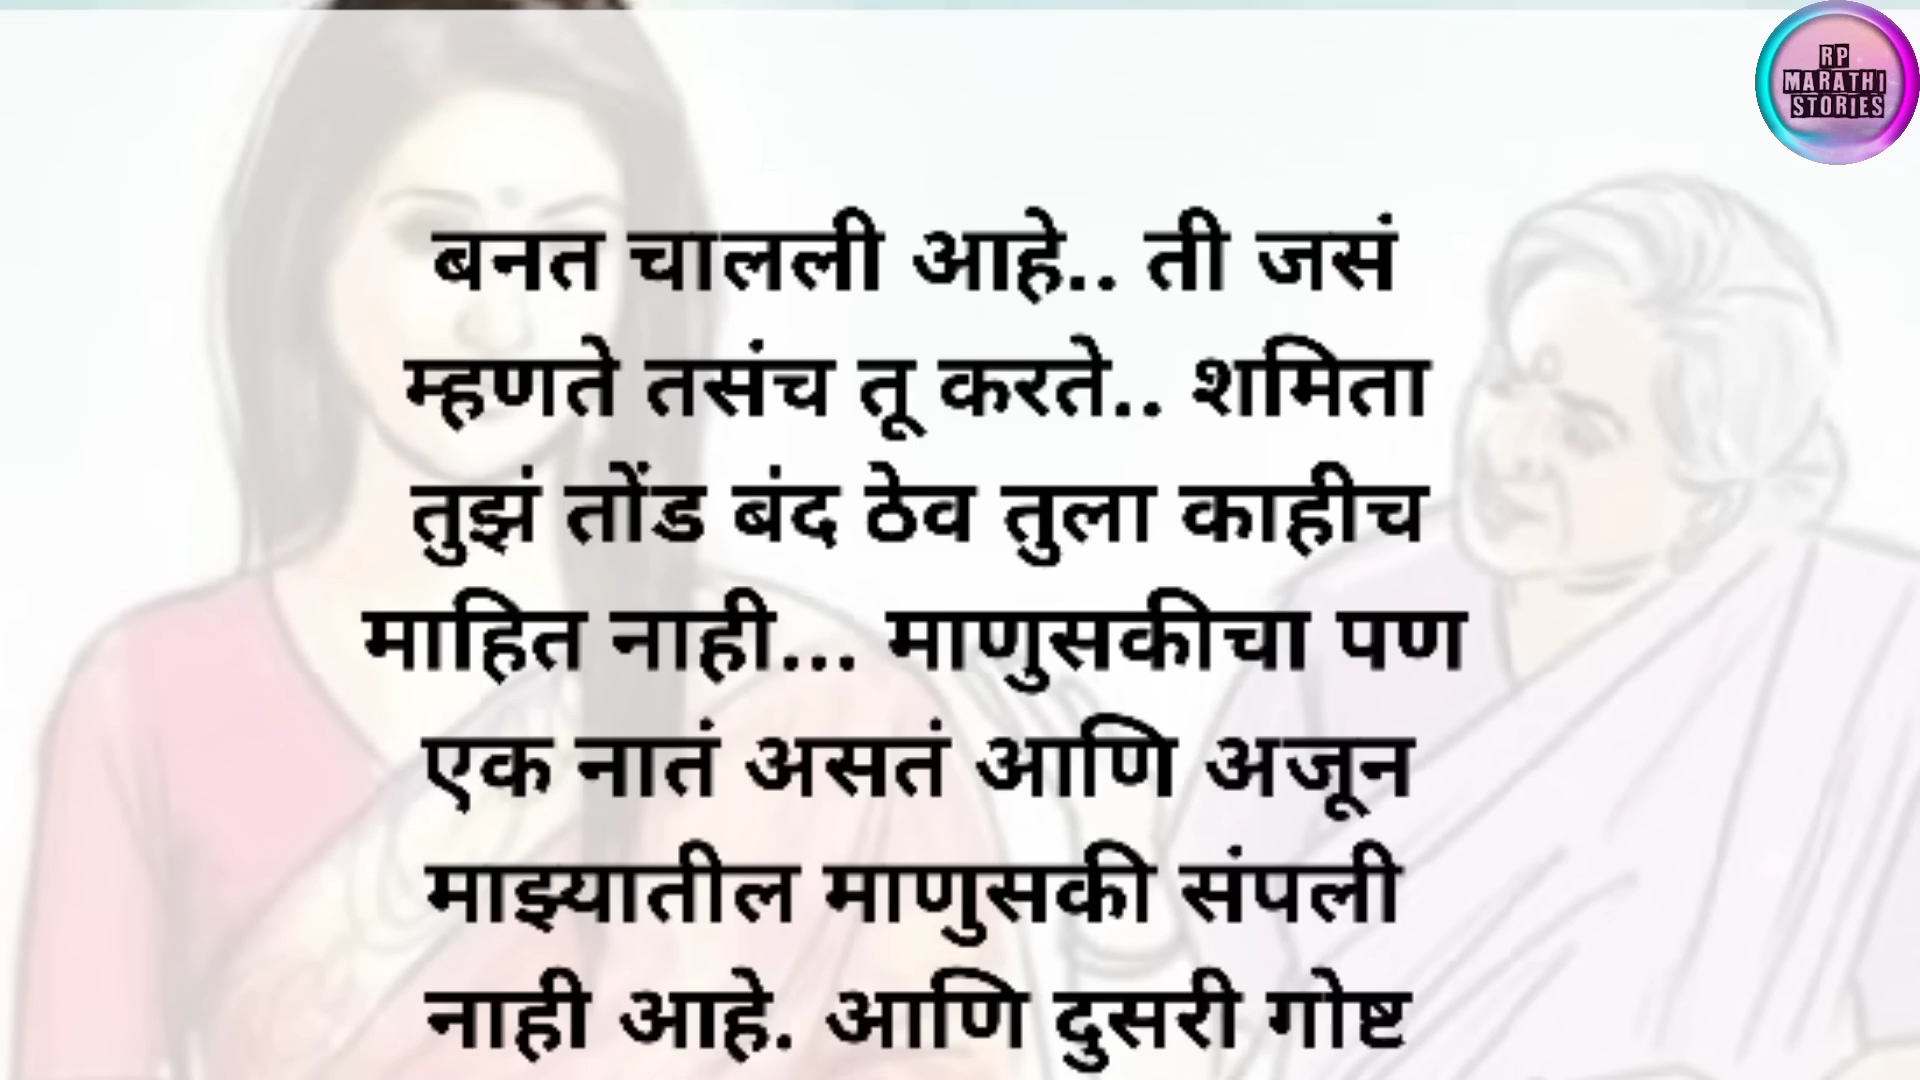 RP
MARATHI
STORIES
बनत चालली आहे.. ती जसं
म्हणते तसंच तू करते.. शमिता
तुझं तोंड बंद ठेव तुला काहीच
माहित नाही... माणुसकीचा पण
एक नातं असतं आणि अजून
माझ्यातील माणुसकी संपली
नाही आहे. आणि दुसरी गोष्ट